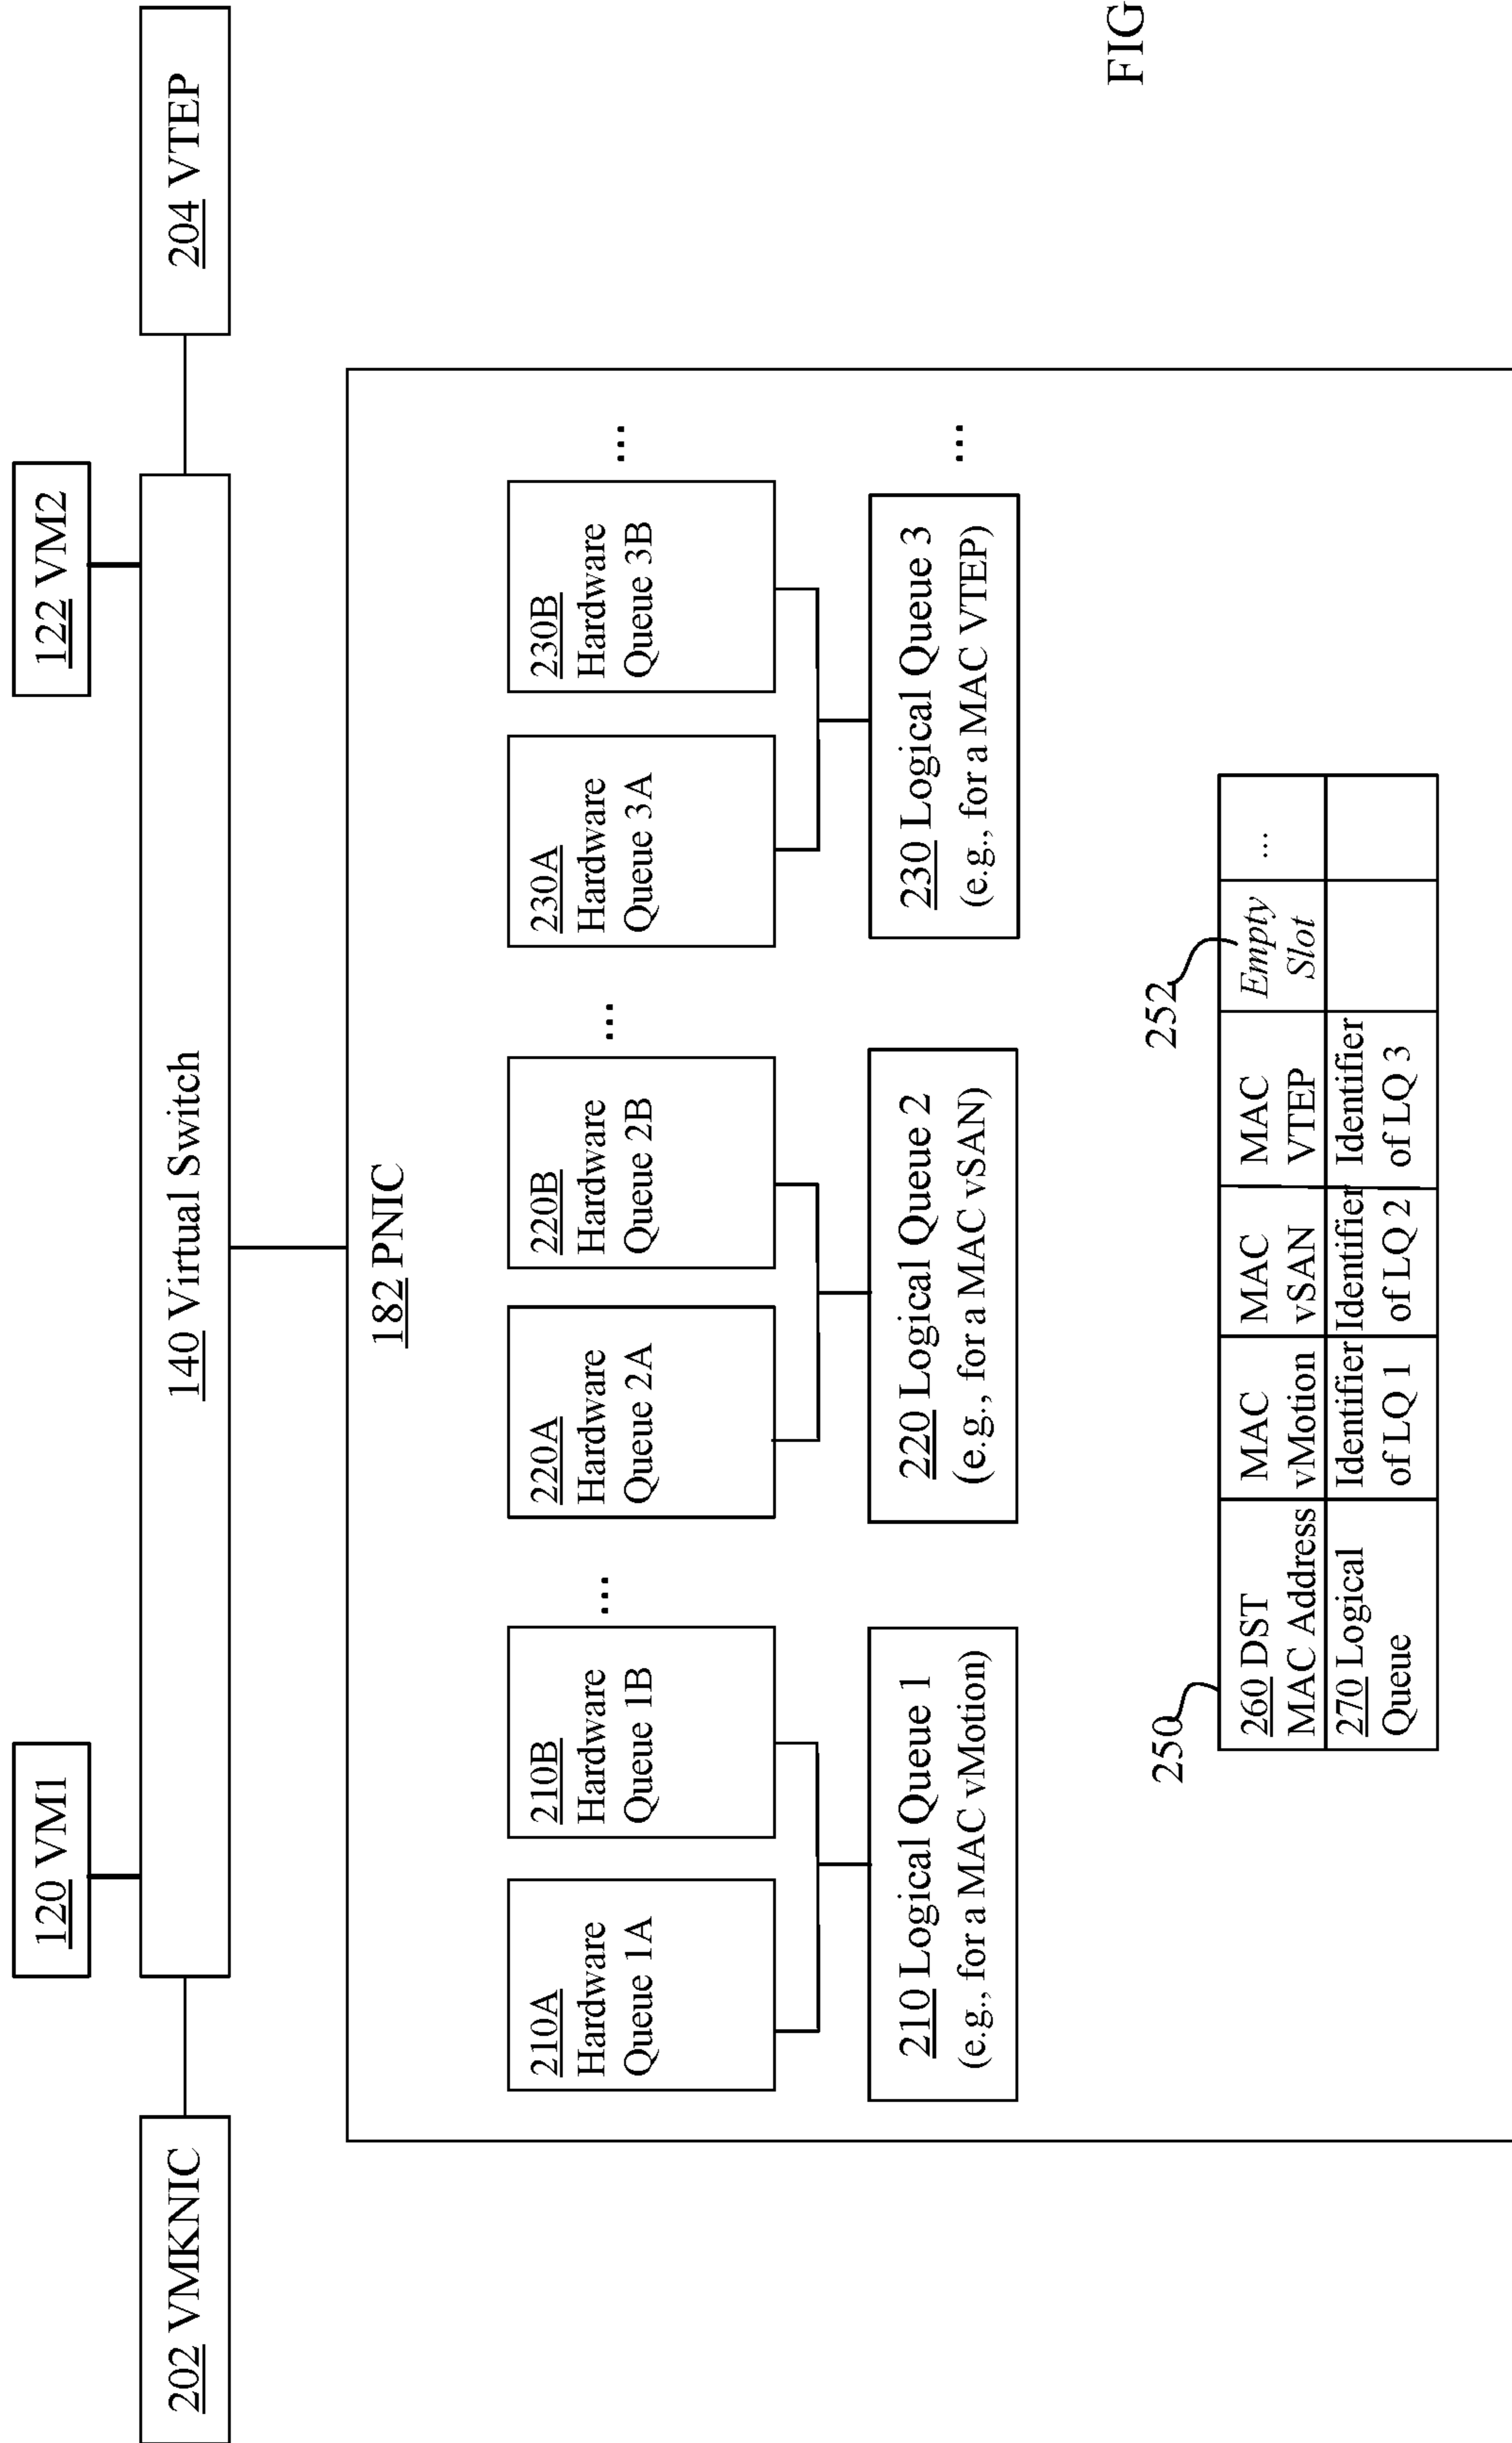 120 VM1
122 VM2
202 VMKNIC
140 Virtual Switch
204 VTEP
182 PNIC
210A
Hardware
Queue 1A
210B
Hardware
Queue 1B
...
220A
Hardware
Queue 2A
220B
Hardware
Queue 2B
...
230A
Hardware
Queue 3A
230B
Hardware
Queue 3B
...
210 Logical Queue 1
(e.g., for a MAC vMotion)
220 Logical Queue 2
(e.g., for a MAC vSAN)
230 Logical Queue 3
(e.g., for a MAC VTEP)
...
250
252
260 DST
MAC Address
MAC
vMotion
MAC
vSAN
MAC
VTEP
Empty
Slot
...
270 Logical
Queue
Identifier
of LQ 1
Identifier
of LQ 2
Identifier
of LQ 3
FIG